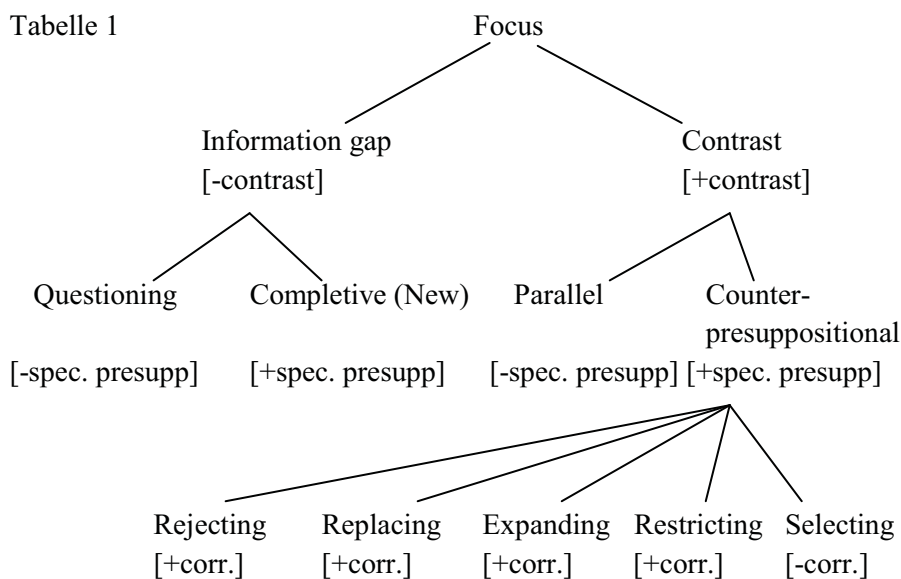 Tabelle 1 Focus
Information gap Contrast
[-contrast] [+contrast]
Questioning Completive (New) Parallel Counter-
presuppositional
[-spec. presupp] [+spec. presupp] [-spec. presupp] [+spec. presupp]
Rejecting Replacing Expanding Restricting Selecting
[+corr.] [+corr.] [+corr.] [+corr.] [-corr.]